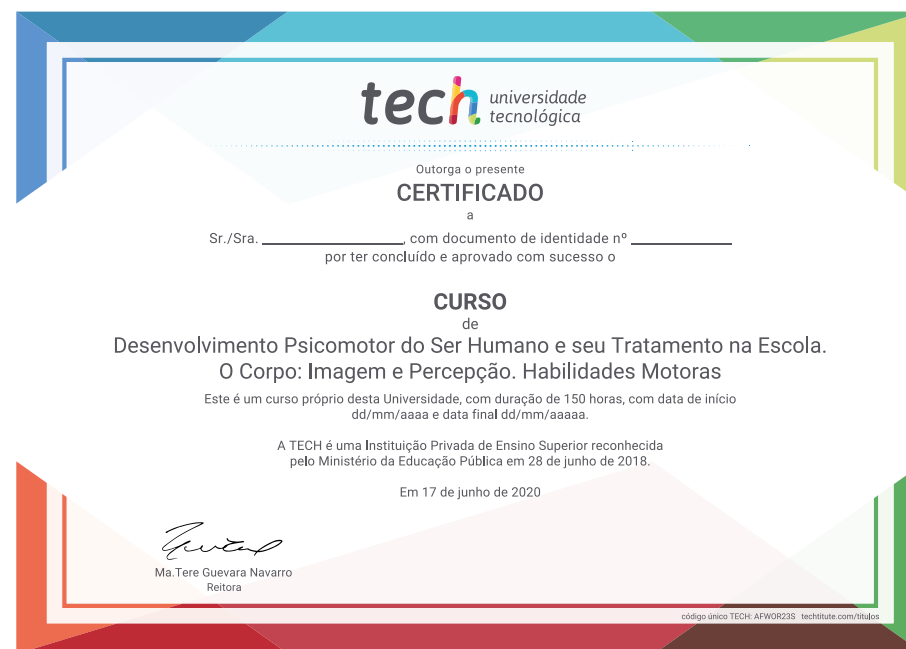 tech universidade
tecnológica
Outorga o presente
CERTIFICADO
a
Sr./Sra. ________________, com documento de identidade nº ____________
por ter concluído e aprovado com sucesso o
CURSO
de
Desenvolvimento Psicomotor do Ser Humano e seu Tratamento na Escola.
O Corpo: Imagem e Percepção. Habilidades Motoras
Este é um curso próprio desta Universidade, com duração de 150 horas, com data de início
dd/mm/aaaa e data final dd/mm/aaaaa.
A TECH é uma Instituição Privada de Ensino Superior reconhecida
pelo Ministério da Educação Pública em 28 de junho de 2018.
Em 17 de junho de 2020
Ma.Tere Guevara Navarro
Reitora
código único TECH: AFWOR23S techtitute.com/titulos